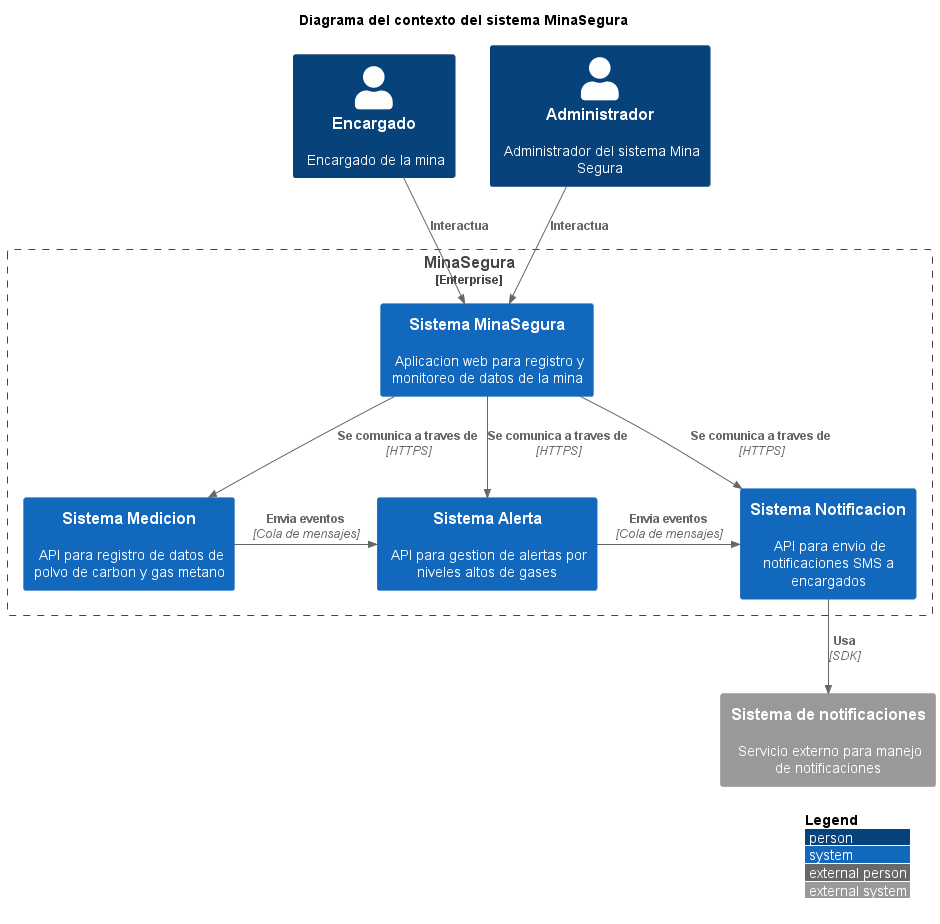 Diagrama del contexto del sistema MinaSegura
Encargado
Encargado de la mina
Administrador
Administrador del sistema Mina
Segura
Interactua
Interactua
MinaSegura
[Enterprise]
Sistema MinaSegura
Aplicacion web para registro y
monitoreo de datos de la mina
Se comunica a traves de
[HTTPS]
Se comunica a traves de
[HTTPS]
Se comunica a traves de
[HTTPS]
Sistema Medicion
API para registro de datos de
polvo de carbon y gas metano
Envia eventos
[Cola de mensajes]
Sistema Alerta
API para gestion de alertas por
niveles altos de gases
Envia eventos
[Cola de mensajes]
Sistema Notificacion
API para envio de
notificaciones SMS a
encargados
Usa
[SDK]
Sistema de notificaciones
Servicio externo para manejo
de notificaciones
Legend
person
system
external person
external system